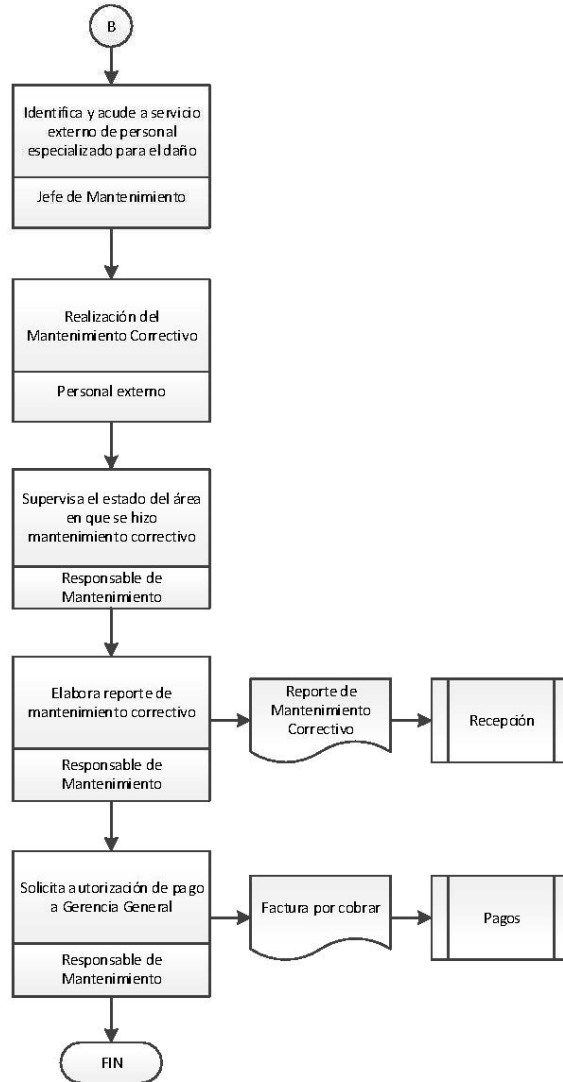 B
Identifica y acude a servicio
externo de personal
especializado para el daño
Jefe de Mantenimiento
Realización del
Mantenimiento Correctivo
Personal externo
Supervisa el estado del área
en que se hizo
mantenimiento correctivo
Responsable de
Mantenimiento
Elabora reporte de
mantenimiento correctivo
Responsable de
Mantenimiento
Reporte de
Mantenimiento
Correctivo
Recepción
Solicita autorización de pago
a Gerencia General
Responsable de
Mantenimiento
Factura por cobrar
Pagos
FIN